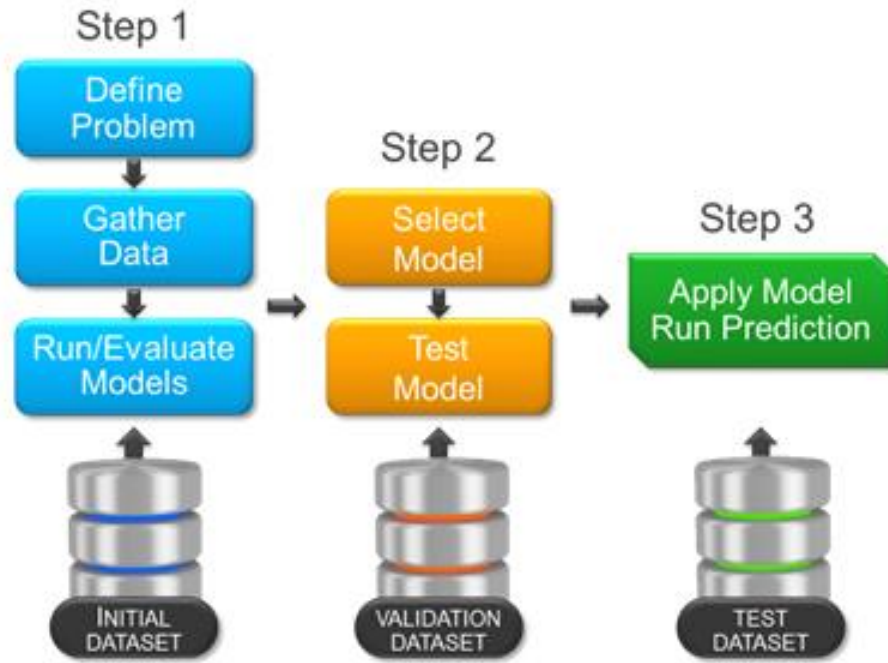 Step 1
Define
Problem
Gather
Data
Run/Evaluate
Models
INITIAL
DATASET
Step 2
Select
Model
Test
Model
VALIDATION
DATASET
Step 3
Apply Model
Run Prediction
TEST
DATASET